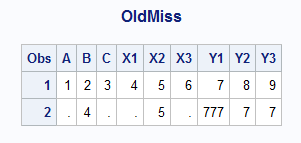 OldMiss
Obs A B C X1 X2 X3 Y1 Y2 Y3
1 1 2 3 4 5 6 7 8 9
2 . 4 . . 5 . 777 7 7